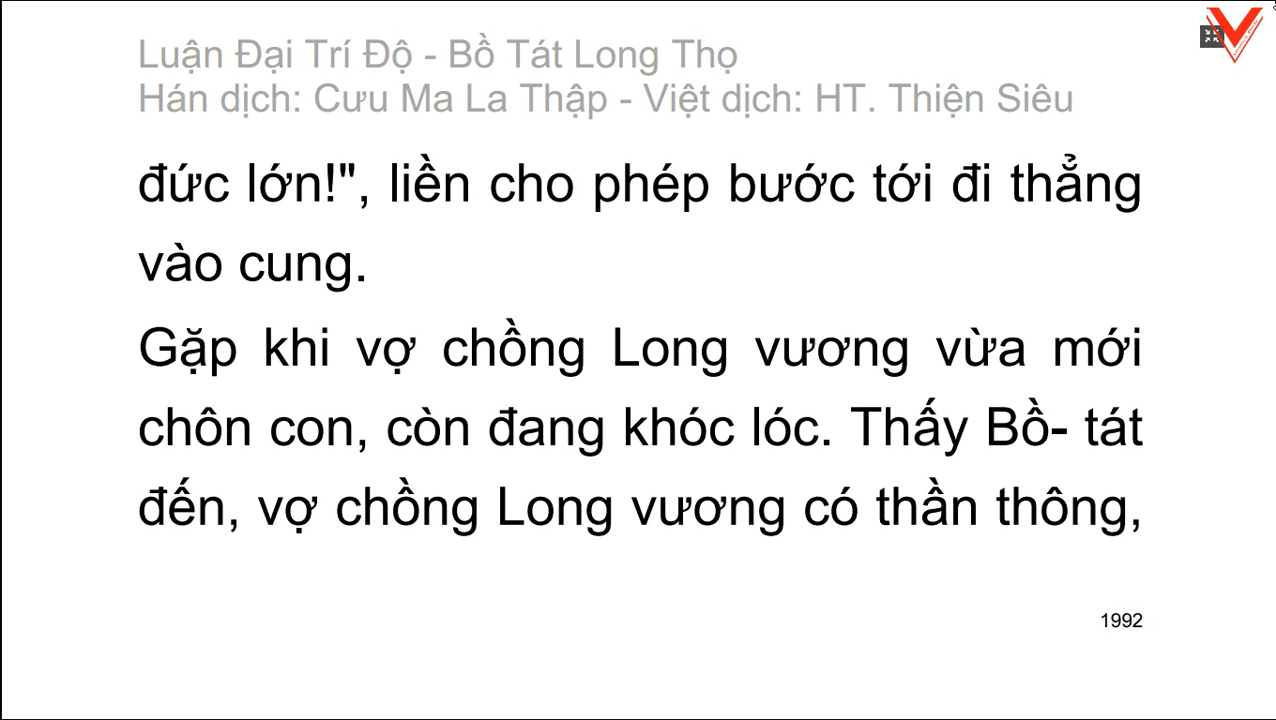 Luận Đại Trí Độ - Bồ Tát Long Thọ
Hán dịch: Cưu Ma La Thập - Việt dịch: HT. Thiện Siêu
đức lớn!", liền cho phép bước tới đi thẳng
vào cung.
Gặp khi vợ chồng Long vương vừa mới
chôn con, còn đang khóc lóc. Thấy Bồ- tát
đến, vợ chồng Long vương có thần thông,
1992